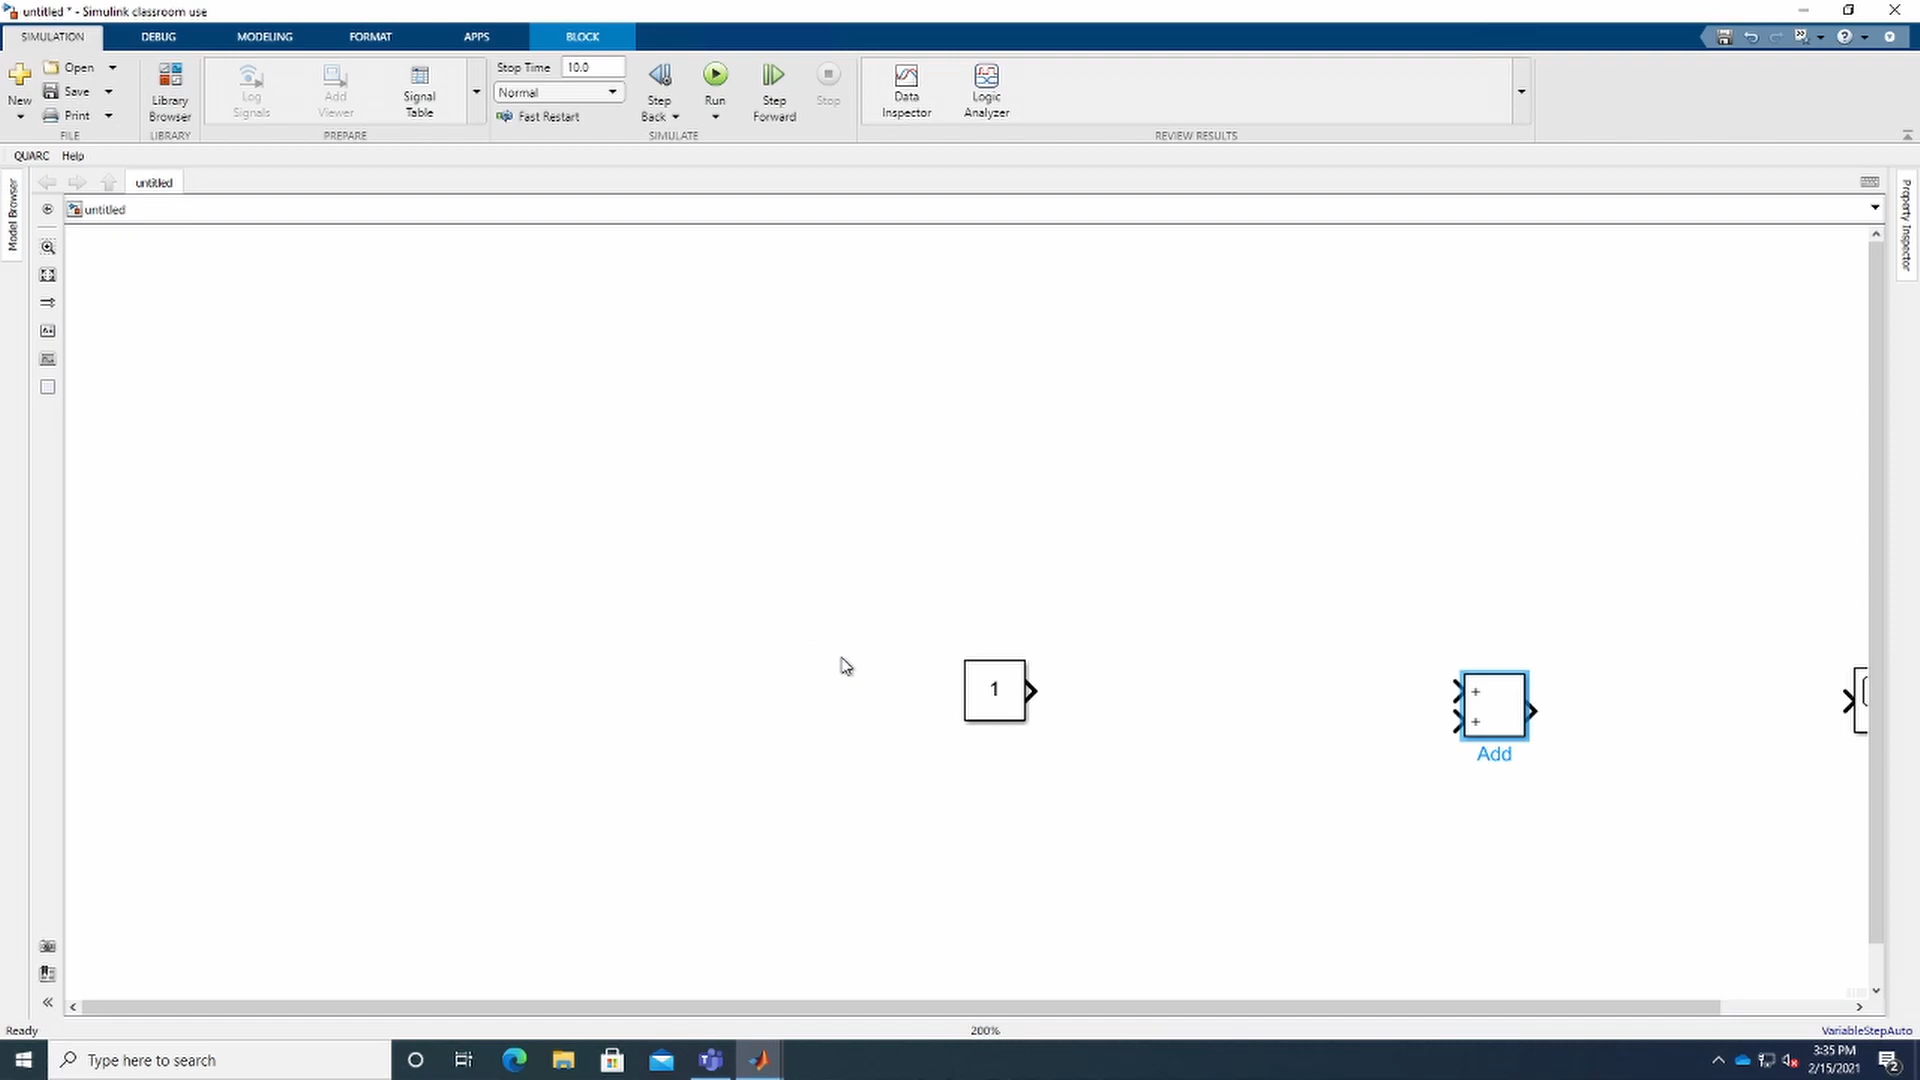 untitled * - Simulink classroom use
SIMULATION
DEBUG
MODELING
FORMAT
APPS
BLOCK
New
Open
Save
Print
FILE
Library
Browser
LIBRARY
Log
Signals
Add
Viewer
Signal
Table
PREPARE
Stop Time 10.0
Normal
Fast Restart
Step
Back
Run
Step
Forward
Stop
SIMULATE
Data
Inspector
Logic
Analyzer
REVIEW RESULTS
QUARC Help
Model Browser
untitled
untitled
Property Inspector
1
+
+
Add
Ready
200%
VariableStepAuto
Type here to search
3:35 PM
2/15/2021
2